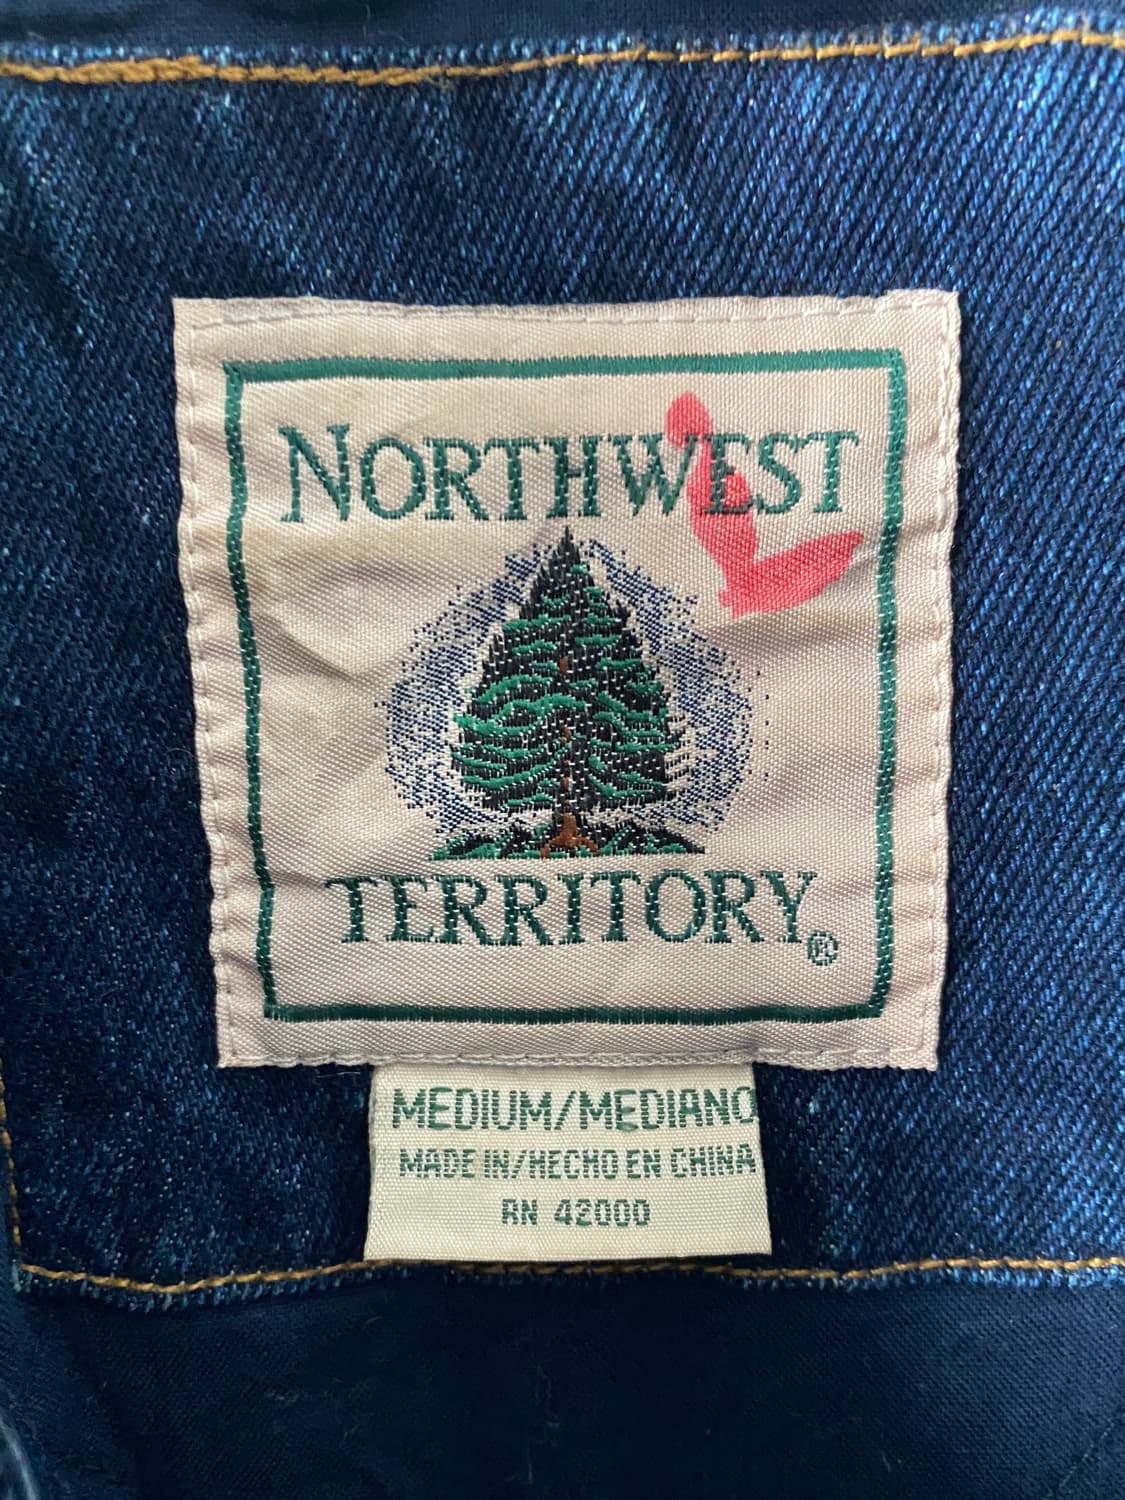 NORTHWEST
TERRITORY®
MEDIUM/MEDIANO
MADE IN/HECHO EN CHINA
RN 42000